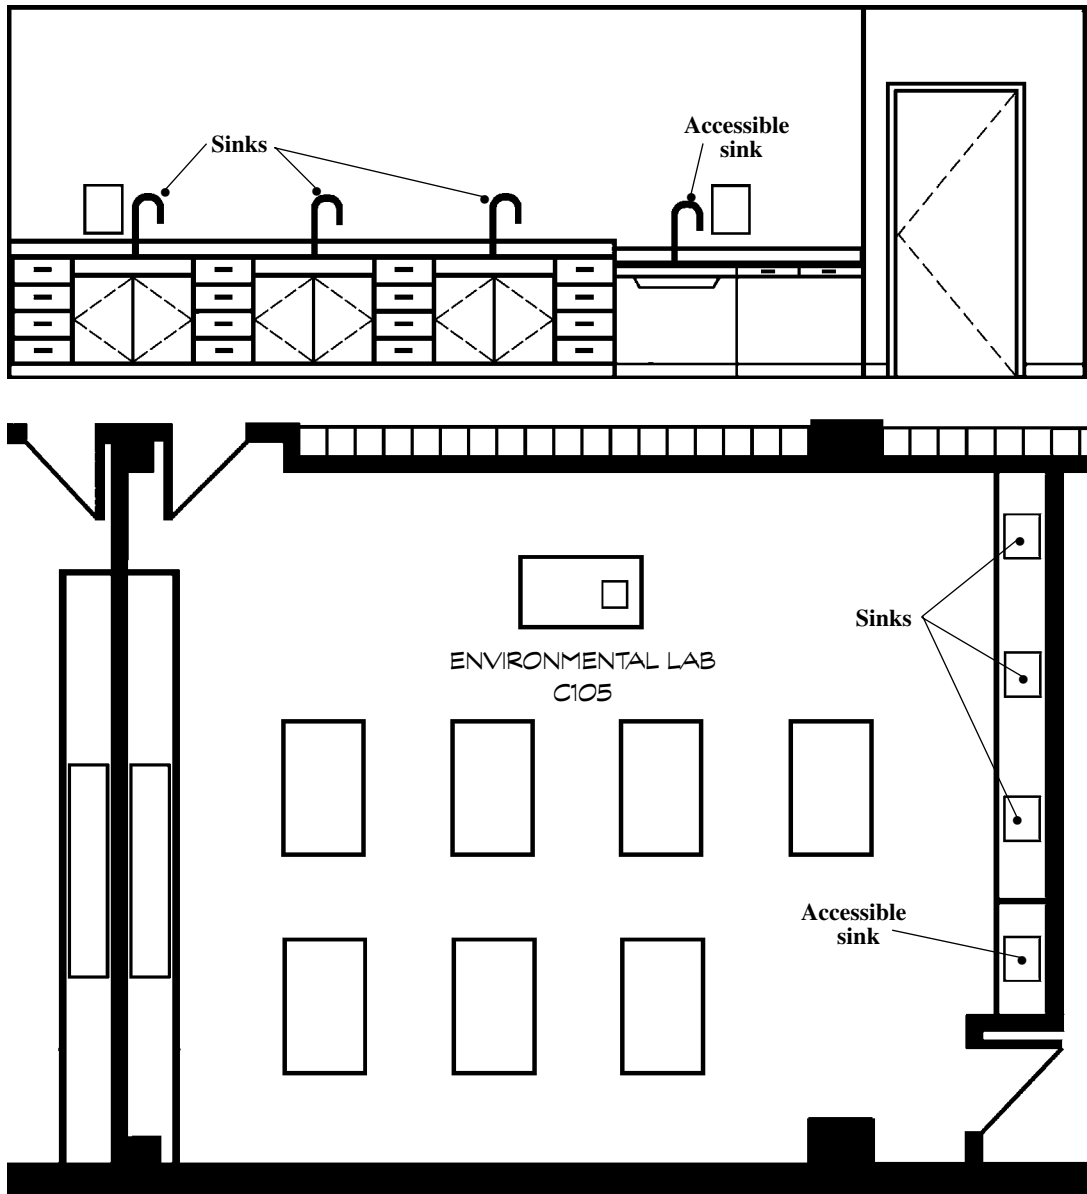 Sinks
Accessible
sink
ENVIRONMENTAL LAB
C105
Sinks
Accessible
sink